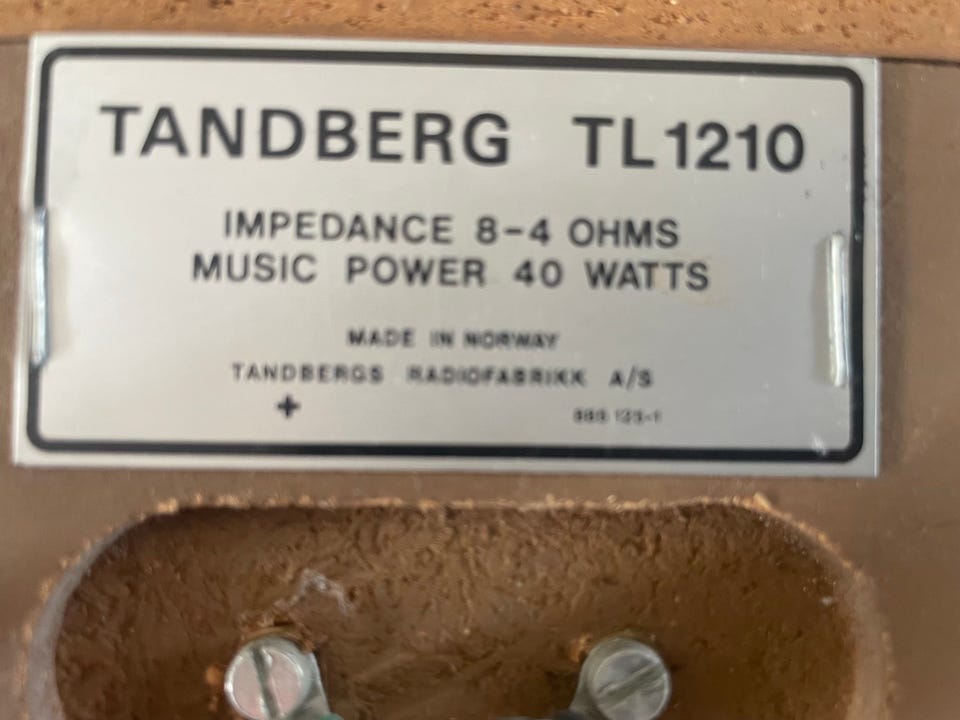 TANDBERG TL1210
IMPEDANCE 8-4 OHMS
MUSIC POWER 40 WATTS
MADE IN NORWAY
TANDBERGS RADIOFABRIKK A/S
+